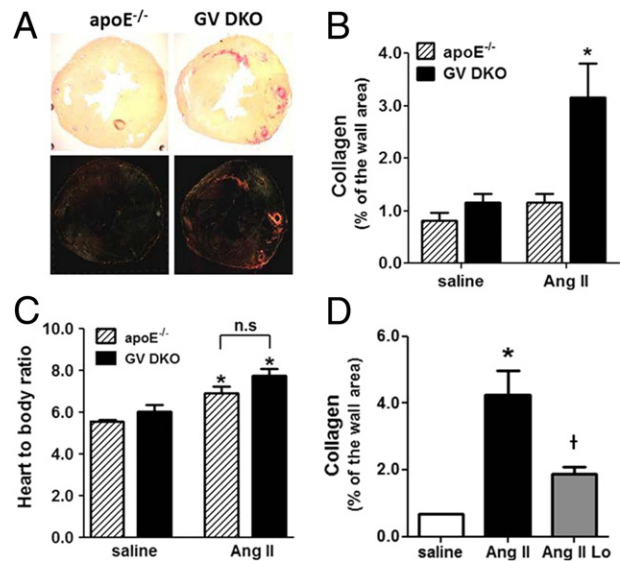 A
apoE-/-
GV DKO
B
4.0
3.0
2.0
1.0
0.0
Collagen
(% of the wall area)
apoE-/-
GV DKO
*
saline
Ang II
C
10.0
8.0
6.0
4.0
2.0
0.0
Heart to body ratio
apoE-/-
GV DKO
n.s
*
*
saline
Ang II
D
6.0
4.0
2.0
0.0
Collagen
(% of the wall area)
*
ϯ
saline
Ang II
Ang II Lo